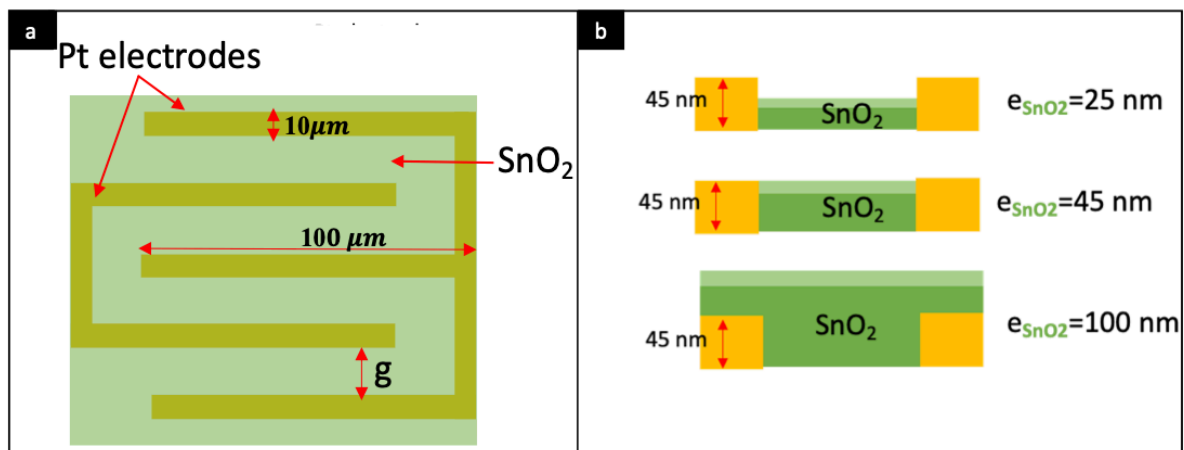 a
Pt electrodes
10μm
SnO₂
100 μm
g
b
45 nm
SnO₂
eSnO2=25 nm
45 nm
SnO₂
eSnO2=45 nm
45 nm
SnO₂
eSnO2=100 nm